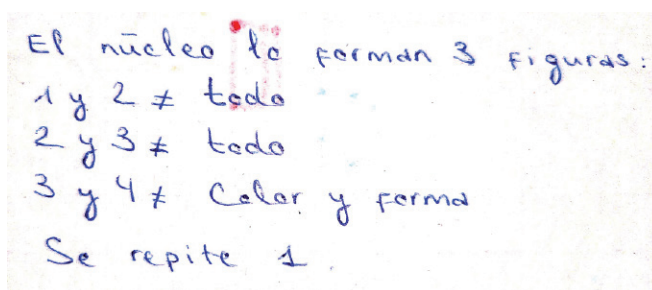 El núcleo lo forman 3 figuras:
1 y 2 ≠ todo
2 y 3 ≠ todo
3 y 4 ≠ Color y forma
Se repite 1